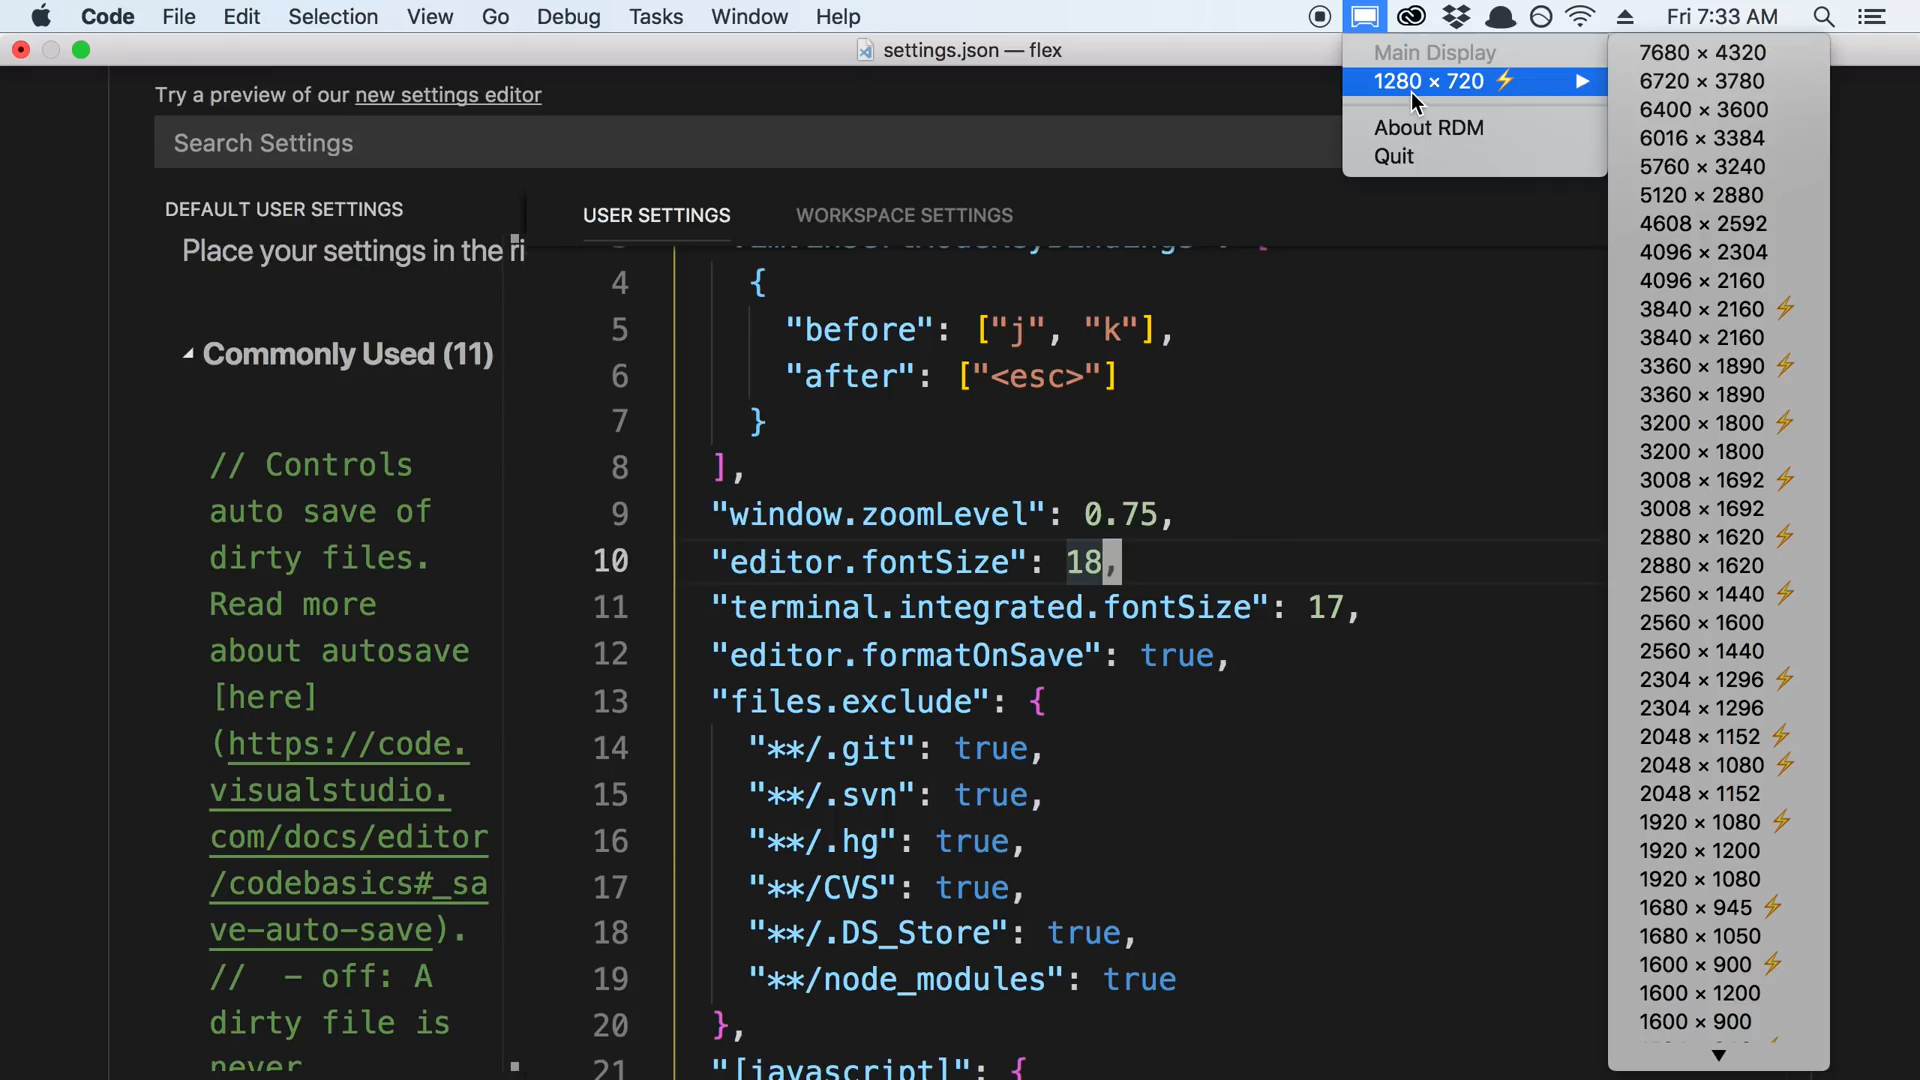 Code File Edit Selection View Go Debug Tasks Window Help Fri 7:33 AM
settings.json — flex
Try a preview of our new settings editor
Search Settings
DEFAULT USER SETTINGS
Place your settings in the ri
Commonly Used (11)
// Controls
auto save of
dirty files.
Read more
about autosave
[here]
(https://code.
visualstudio.
com/docs/editor
/codebasics#_sa
ve-auto-save).
// - off: A
dirty file is
never
USER SETTINGS WORKSPACE SETTINGS
4 {
5 "before": ["j", "k"],
6 "after": ["<esc>"]
7 }
8 ],
9 "window.zoomLevel": 0.75,
10 "editor.fontSize": 18,
11 "terminal.integrated.fontSize": 17,
12 "editor.formatOnSave": true,
13 "files.exclude": {
14 "**/.git": true,
15 "**/.svn": true,
16 "**/.hg": true,
17 "**/CVS": true,
18 "**/.DS_Store": true,
19 "**/node_modules": true
20 },
21 "[javascript]": {
Main Display
1280 × 720 ⚡
About RDM
Quit
7680 × 4320
6720 × 3780
6400 × 3600
6016 × 3384
5760 × 3240
5120 × 2880
4608 × 2592
4096 × 2304
4096 × 2160
3840 × 2160 ⚡
3840 × 2160
3360 × 1890 ⚡
3360 × 1890
3200 × 1800 ⚡
3200 × 1800
3008 × 1692 ⚡
3008 × 1692
2880 × 1620 ⚡
2880 × 1620
2560 × 1440 ⚡
2560 × 1600
2560 × 1440
2304 × 1296 ⚡
2304 × 1296
2048 × 1152 ⚡
2048 × 1080 ⚡
2048 × 1152
1920 × 1080 ⚡
1920 × 1200
1920 × 1080
1680 × 945 ⚡
1680 × 1050
1600 × 900 ⚡
1600 × 1200
1600 × 900